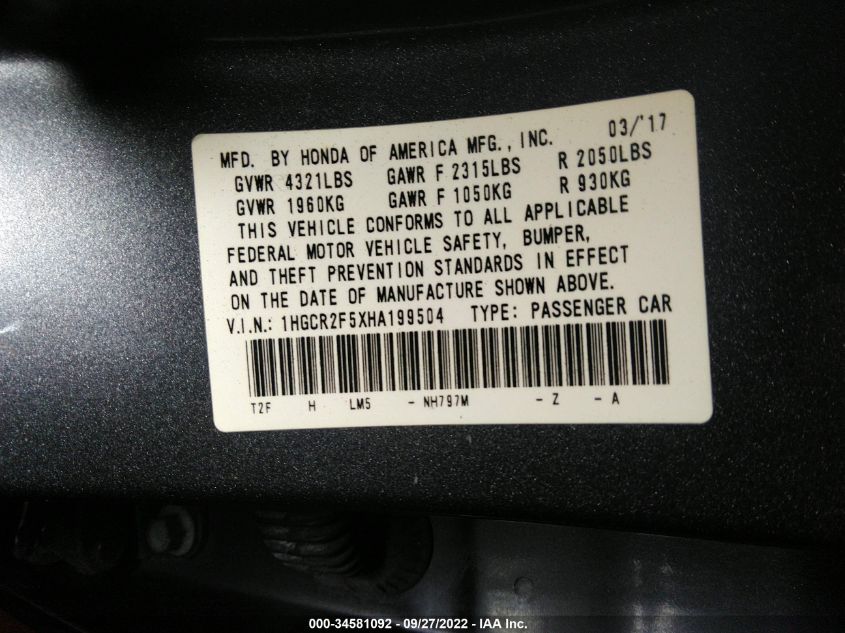 MFD. BY HONDA OF AMERICA MFG., INC. 03/'17
GVWR 4321LBS GAWR F 2315LBS R 2050LBS
GVWR 1960KG GAWR F 1050KG R 930KG
THIS VEHICLE CONFORMS TO ALL APPLICABLE
FEDERAL MOTOR VEHICLE SAFETY, BUMPER,
AND THEFT PREVENTION STANDARDS IN EFFECT
ON THE DATE OF MANUFACTURE SHOWN ABOVE.
V.I.N.: 1HGCR2F5XHA199504 TYPE: PASSENGER CAR
T2F H LM5 - NH797M - Z - A
000-34581092 - 09/27/2022 - IAA Inc.